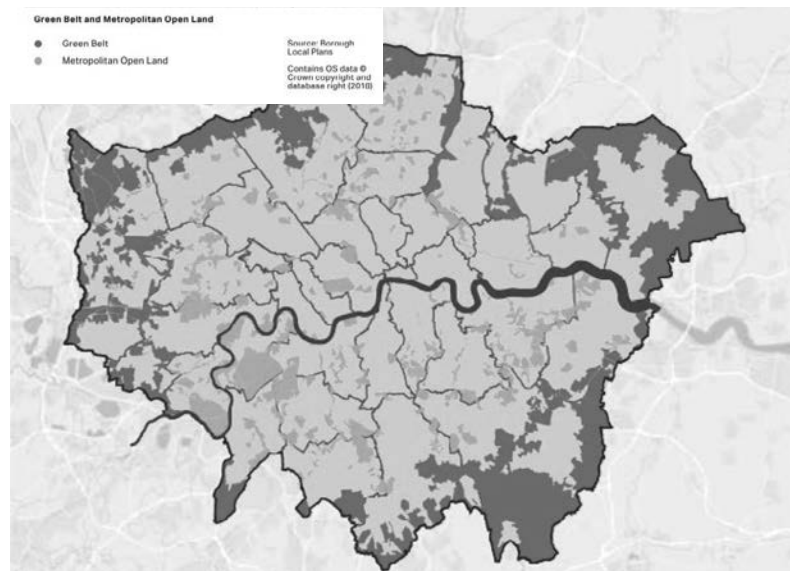 Green Belt and Metropolitan Open Land
Green Belt
Metropolitan Open Land
Source: Borough
Local Plans
Contains OS data ©
Crown copyright and
database right (2018)